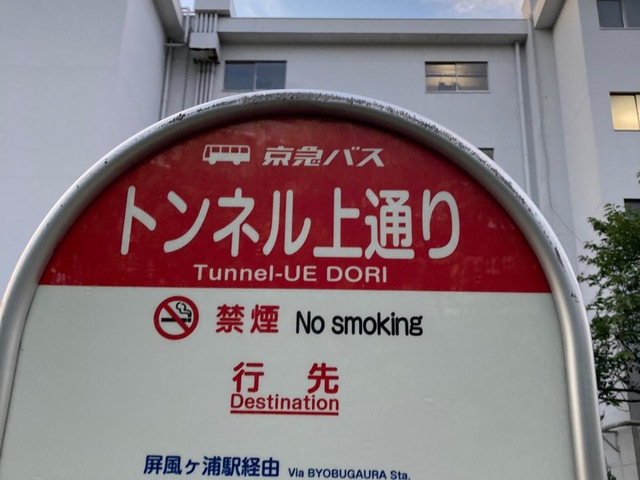 京急バス
トンネル上通り
Tunnel-UE DORI
禁煙 No smoking
行先
Destination
屏風ヶ浦駅経由 Via BYOBUGAURA Sta.